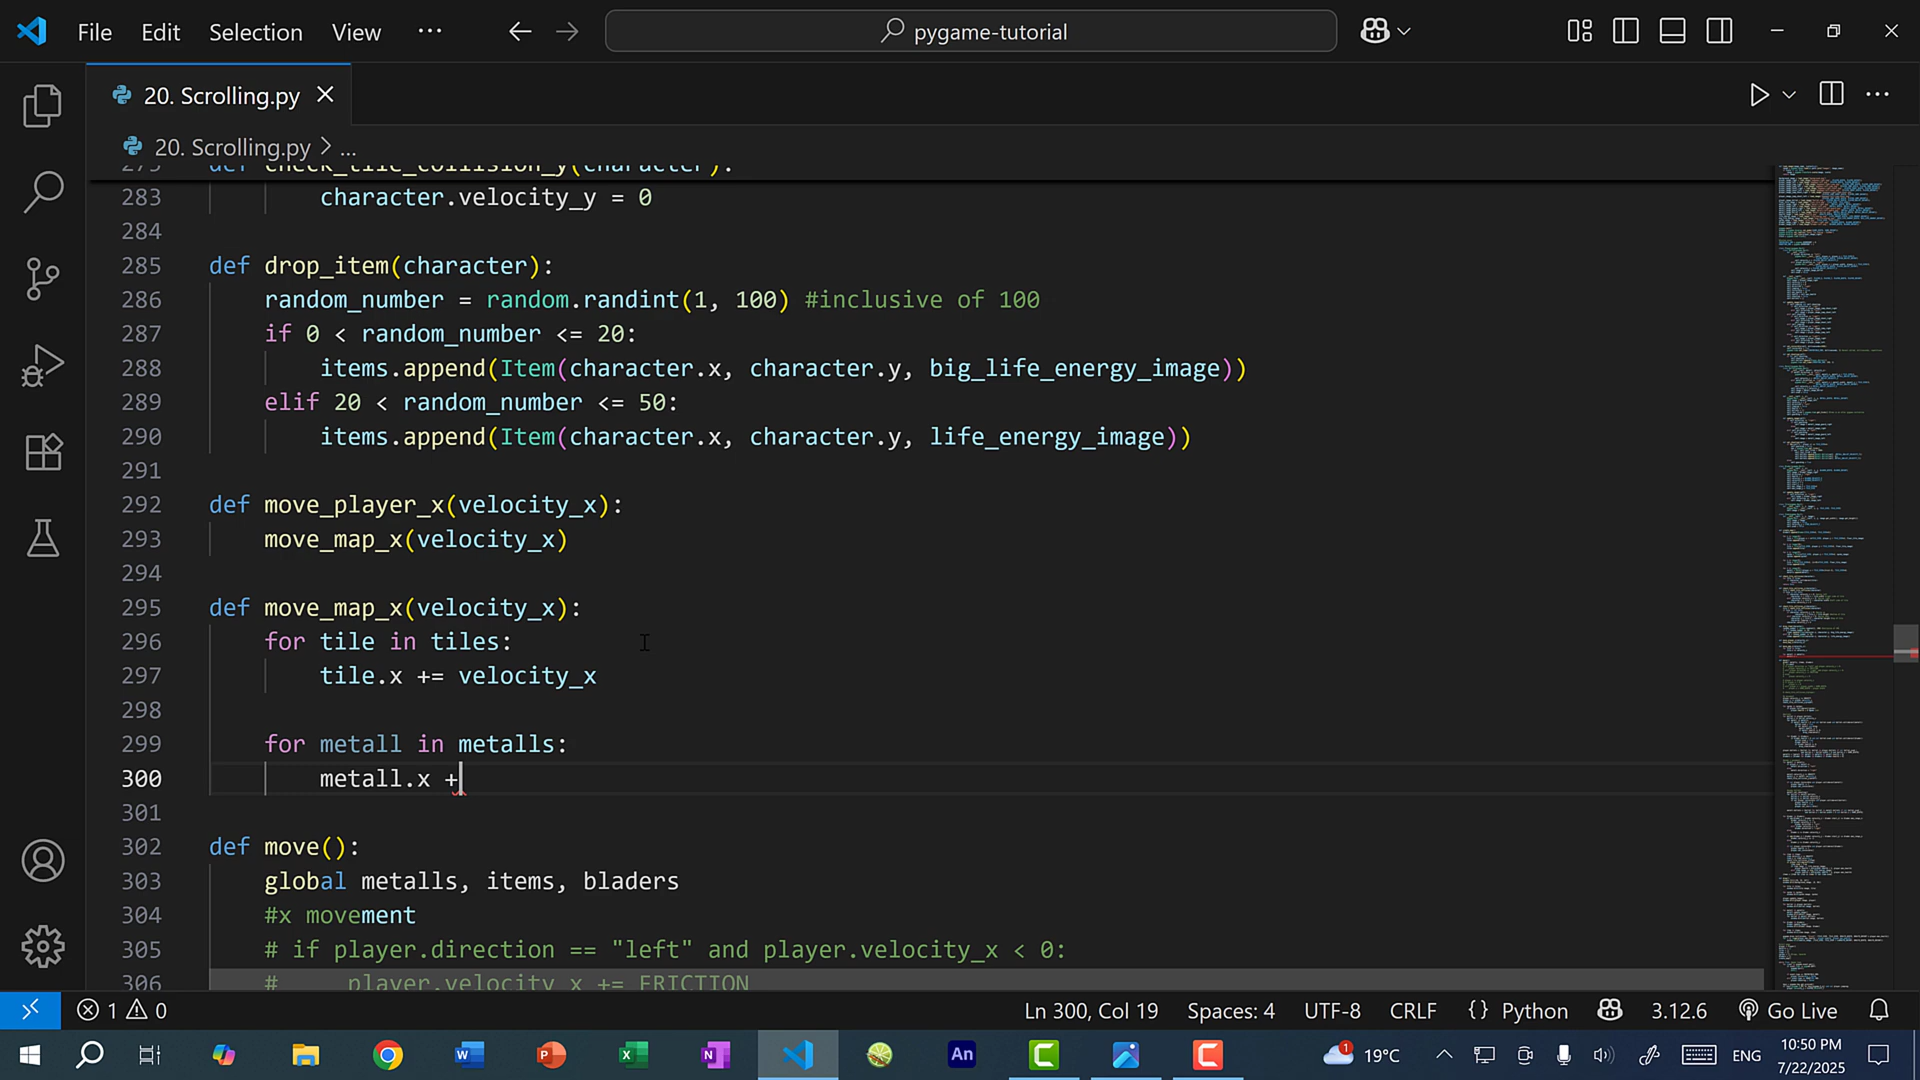 File Edit Selection View ··· pygame-tutorial
20. Scrolling.py
20. Scrolling.py > ...
275 def check_tile_collision_y(character):
283 character.velocity_y = 0
284
285 def drop_item(character):
286 random_number = random.randint(1, 100) #inclusive of 100
287 if 0 < random_number <= 20:
288 items.append(Item(character.x, character.y, big_life_energy_image))
289 elif 20 < random_number <= 50:
290 items.append(Item(character.x, character.y, life_energy_image))
291
292 def move_player_x(velocity_x):
293 move_map_x(velocity_x)
294
295 def move_map_x(velocity_x):
296 for tile in tiles:
297 tile.x += velocity_x
298
299 for metall in metalls:
300 metall.x +
301
302 def move():
303 global metalls, items, bladers
304 #x movement
305 # if player.direction == "left" and player.velocity_x < 0:
306 # player.velocity_x += FRICTION
1 0 Ln 300, Col 19 Spaces: 4 UTF-8 CRLF {} Python 3.12.6 Go Live
W P X N An C C 1 19°C ENG 10:50 PM
7/22/2025